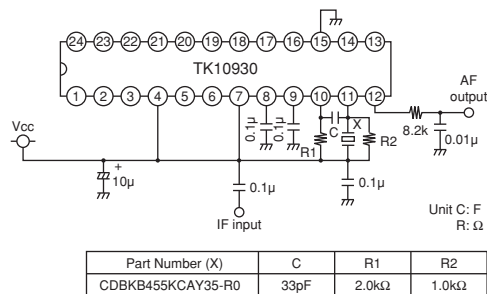 24 23 22 21 20 19 18 17 16 15 14 13
TK10930
1 2 3 4 5 6 7 8 9 10 11 12
AF
output
Vcc
+
10μ
0.1μ
0.1μ
C
X
R1
R2
8.2k
0.01μ
0.1μ
0.1μ
IF input
Unit C: F
R: Ω
Part Number (X) C R1 R2
CDBKB455KCAY35-R0 33pF 2.0kΩ 1.0kΩ